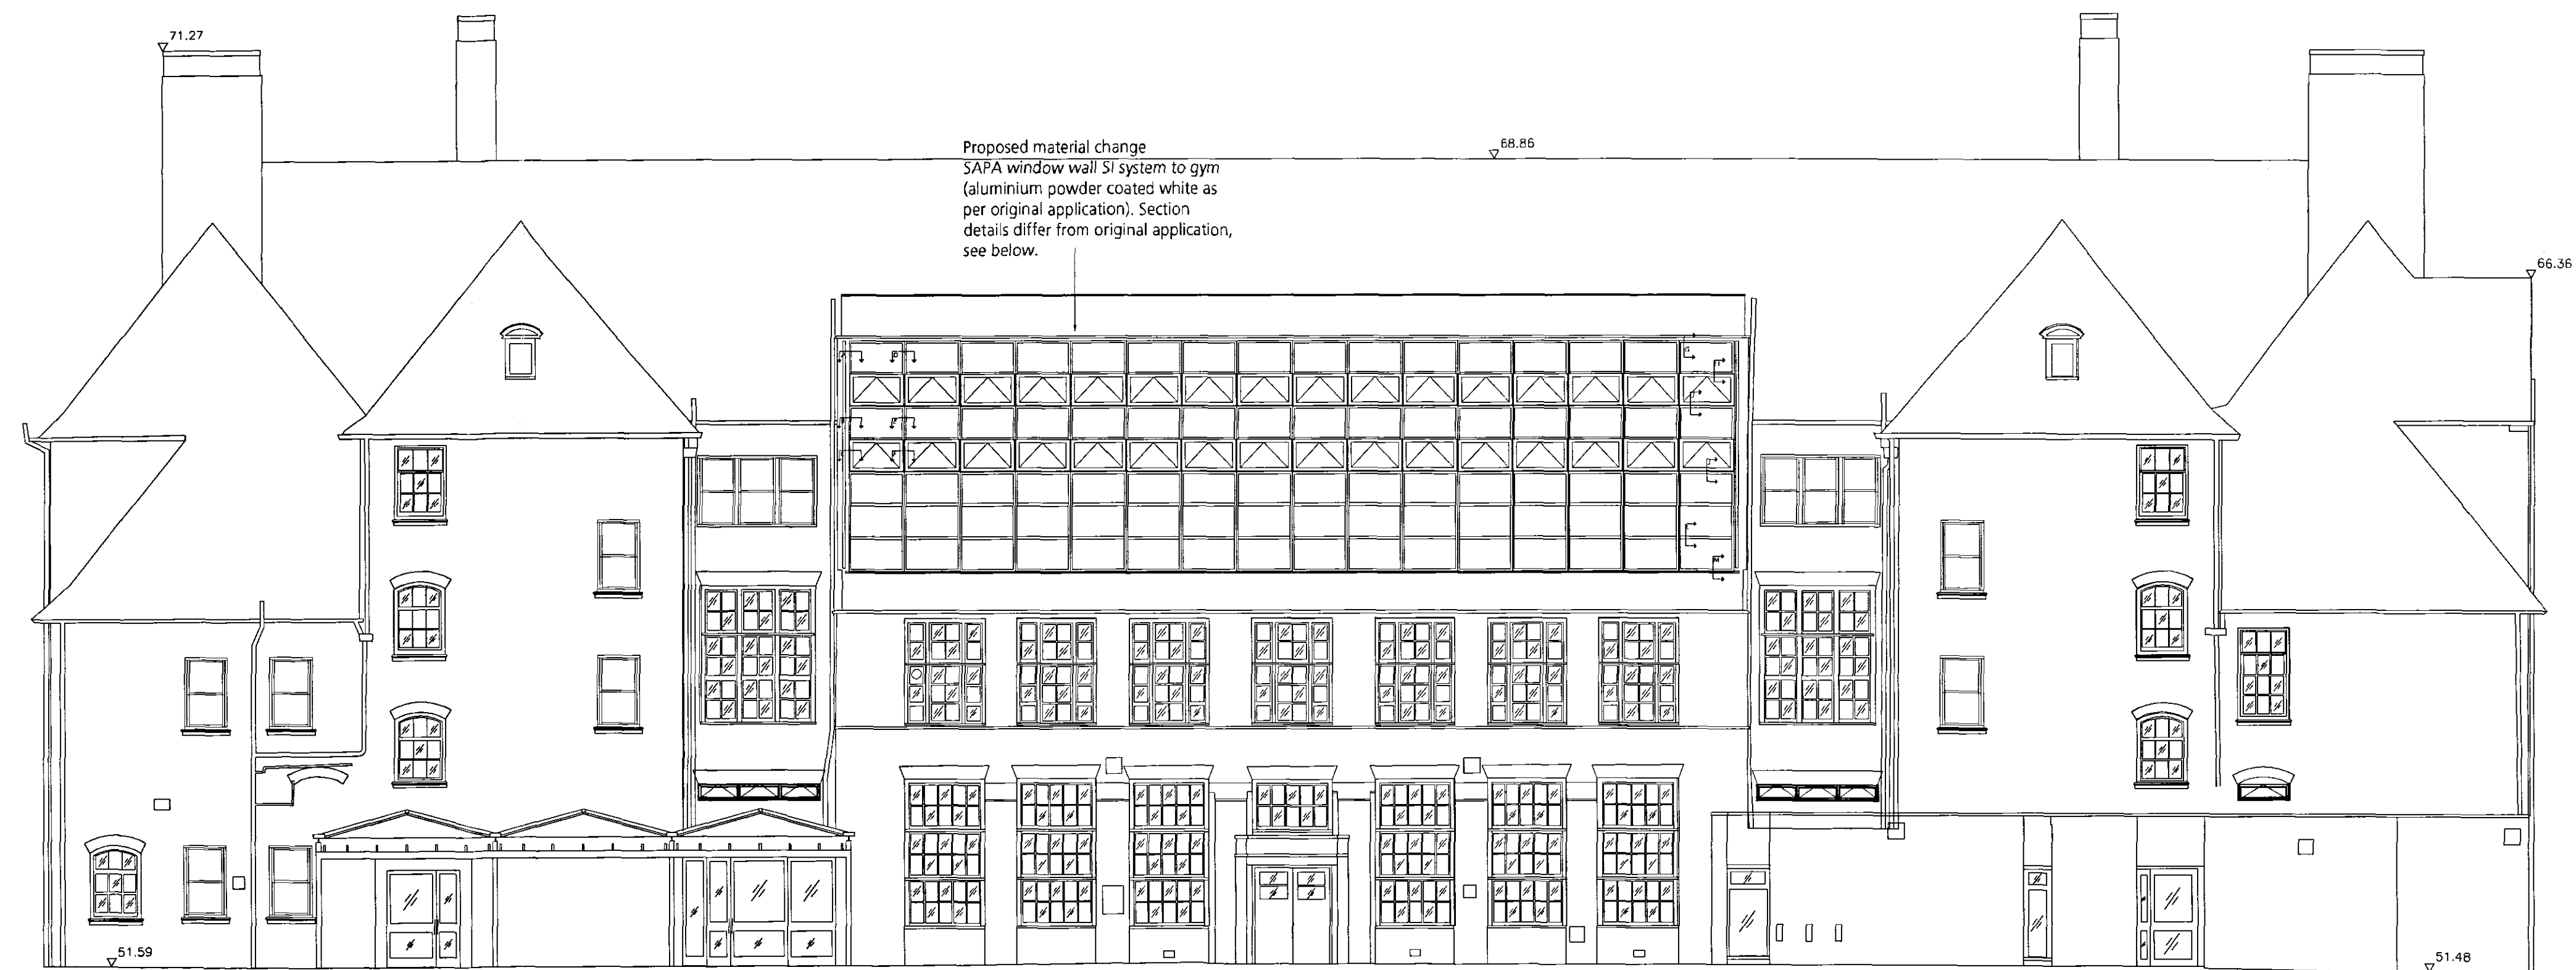 71.27
Proposed material change
SAPA window wall SI system to gym
(aluminium powder coated white as
per original application). Section
details differ from original application,
see below.
68.86
66.36
51.59
51.48